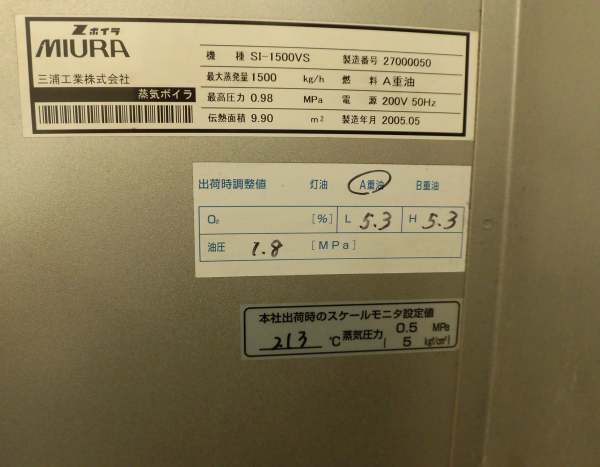 Zボイラ
MIURA
三浦工業株式会社
蒸気ボイラ
機 種 SI-1500VS 製造番号 27000050
最大蒸発量 1500 kg/h 燃 料 A重油
最高圧力 0.98 MPa 電 源 200V 50Hz
伝熱面積 9.90 m² 製造年月 2005.05
出荷時調整値 灯油 A重油 B重油
O₂ [%] L 5.3 H 5.3
油圧 1.8 [MPa]
本社出荷時のスケールモニタ設定値
213 ℃ 蒸気圧力 0.5 MPa
5 kgf/cm²